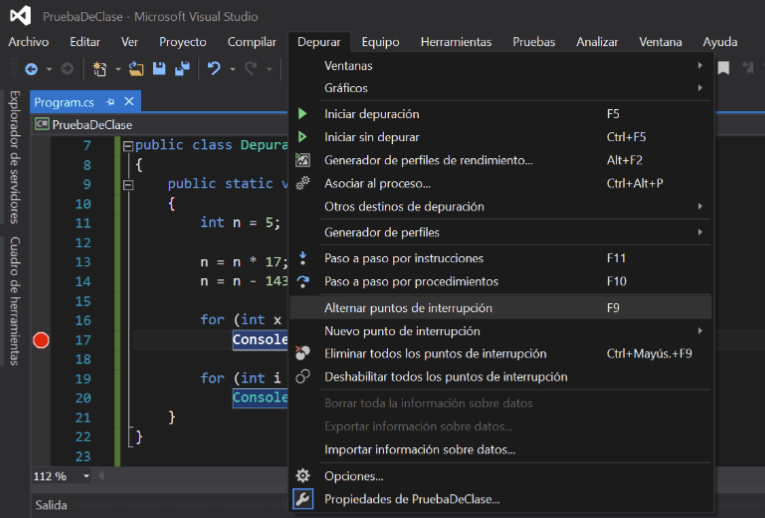 PruebaDeClase - Microsoft Visual Studio
Archivo Editar Ver Proyecto Compilar Depurar Equipo Herramientas Pruebas Analizar Ventana Ayuda
Ventanas
Gráficos
Iniciar depuración F5
Iniciar sin depurar Ctrl+F5
Generador de perfiles de rendimiento... Alt+F2
Asociar al proceso... Ctrl+Alt+P
Otros destinos de depuración
Generador de perfiles
Paso a paso por instrucciones F11
Paso a paso por procedimientos F10
Alternar puntos de interrupción F9
Nuevo punto de interrupción
Eliminar todos los puntos de interrupción Ctrl+Mayús.+F9
Deshabilitar todos los puntos de interrupción
Borrar toda la información sobre datos
Exportar información sobre datos...
Importar información sobre datos...
Opciones...
Propiedades de PruebaDeClase...
Explorador de servidores
Cuadro de herramientas
Program.cs
PruebaDeClase
7 public class Depura
8 {
9 public static v
10 {
11 int n = 5;
12
13 n = n * 17;
14 n = n - 143
15
16 for (int x
17 Console
18
19 for (int i
20 Console
21 }
22 }
23
112 %
Salida